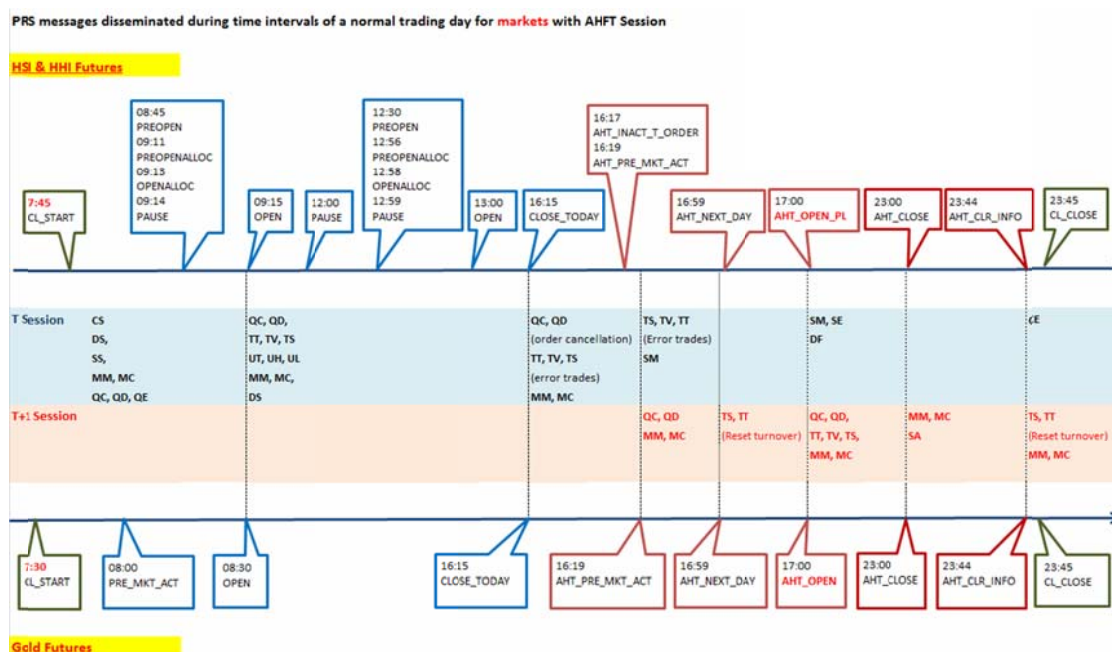 PRS messages disseminated during time intervals of a normal trading day for markets with AHFT Session
HSI & HHI Futures
7:45
CL_START
08:45
PREOPEN
09:11
PREOPENALLOC
09:13
OPENALLOC
09:14
PAUSE
09:15
OPEN
12:00
PAUSE
12:30
PREOPEN
12:56
PREOPENALLOC
12:58
OPENALLOC
12:59
PAUSE
13:00
OPEN
16:15
CLOSE_TODAY
16:17
AHT_INACT_T_ORDER
16:19
AHT_PRE_MKT_ACT
16:59
AHT_NEXT_DAY
17:00
AHT_OPEN_PL
23:00
AHT_CLOSE
23:44
AHT_CLR_INFO
23:45
CL_CLOSE
T Session
CS
DS,
SS,
MM, MC
QC, QD, QE
QC, QD,
TT, TV, TS
UT, UH, UL
MM, MC,
DS
QC, QD
(order cancellation)
TT, TV, TS
(error trades)
MM, MC
TS, TV, TT
(Error trades)
SM
SM, SE
DF
CE
T+1 Session
QC, QD
MM, MC
TS, TT
(Reset turnover)
QC, QD,
TT, TV, TS,
MM, MC
MM, MC
SA
TS, TT
(Reset turnover)
MM, MC
7:30
CL_START
08:00
PRE_MKT_ACT
08:30
OPEN
16:15
CLOSE_TODAY
16:19
AHT_PRE_MKT_ACT
16:59
AHT_NEXT_DAY
17:00
AHT_OPEN
23:00
AHT_CLOSE
23:44
AHT_CLR_INFO
23:45
CL_CLOSE
Gold Futures